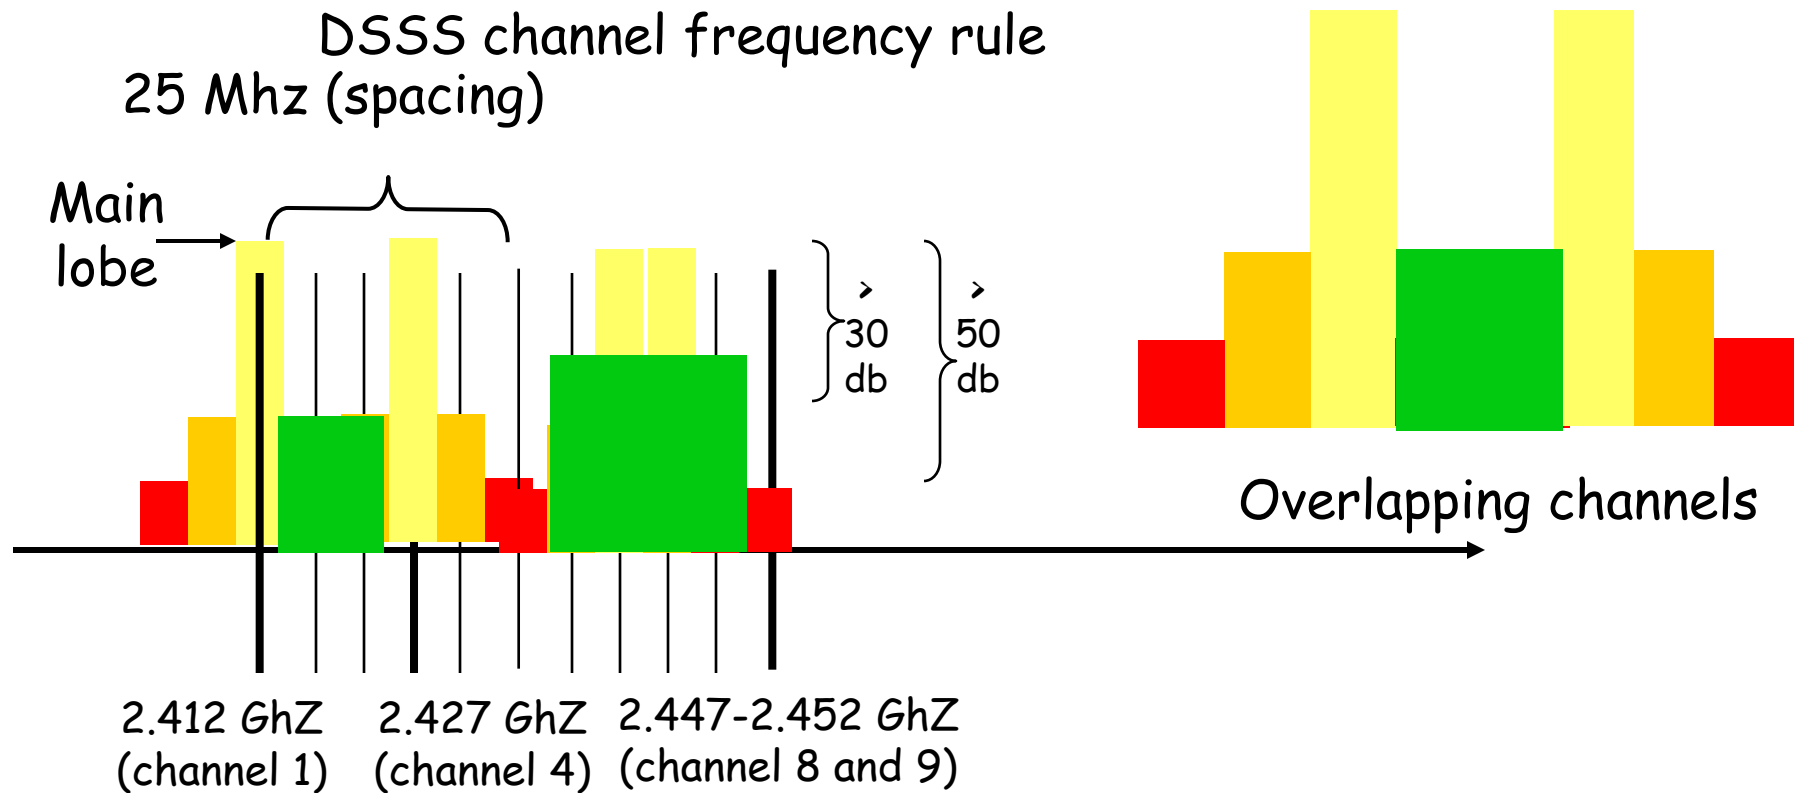 DSSS channel frequency rule
25 Mhz (spacing)
Main
lobe
>
30
db
>
50
db
Overlapping channels
2.412 GhZ
(channel 1)
2.427 GhZ
(channel 4)
2.447-2.452 GhZ
(channel 8 and 9)